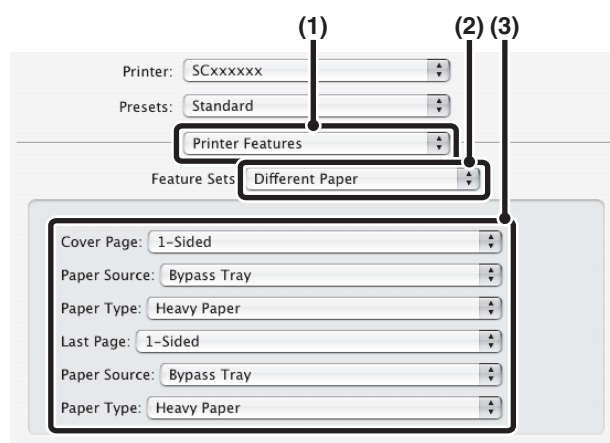 (1) (2) (3)
Printer: SCxxxxxx
Presets: Standard
Printer Features
Feature Sets: Different Paper
Cover Page: 1-Sided
Paper Source: Bypass Tray
Paper Type: Heavy Paper
Last Page: 1-Sided
Paper Source: Bypass Tray
Paper Type: Heavy Paper